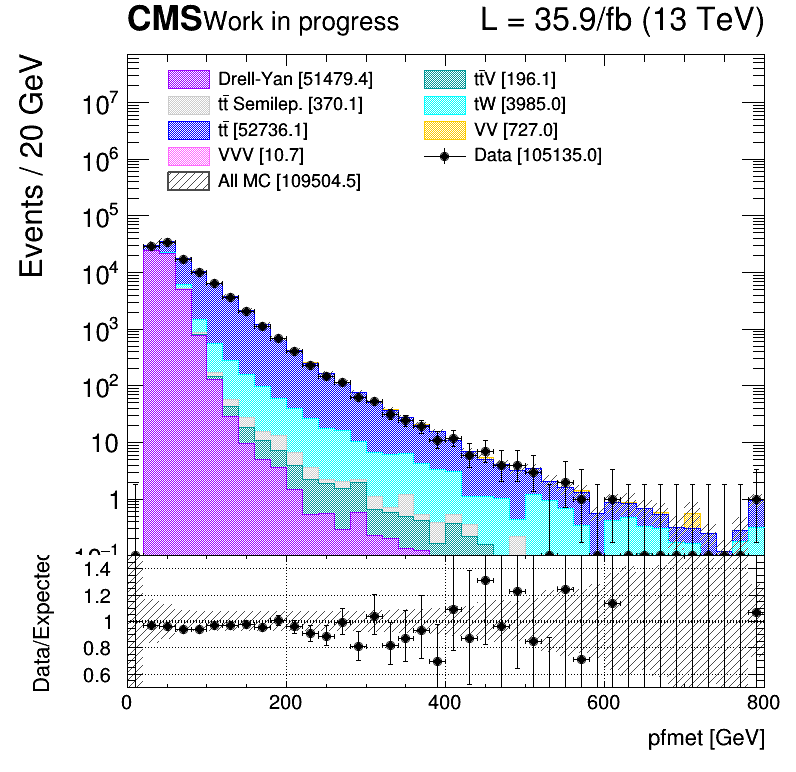 CMS Work in progress L = 35.9/fb (13 TeV)
Events / 20 GeV
Drell-Yan [51479.4]
tt̄ Semilep. [370.1]
tt̄ [52736.1]
VVV [10.7]
All MC [109504.5]
tt̄V [196.1]
tW [3985.0]
VV [727.0]
Data [105135.0]
10⁷
10⁶
10⁵
10⁴
10³
10²
10
1
10⁻¹
Data/Expected
1.4
1.2
1
0.8
0.6
0 200 400 600 800
pfmet [GeV]